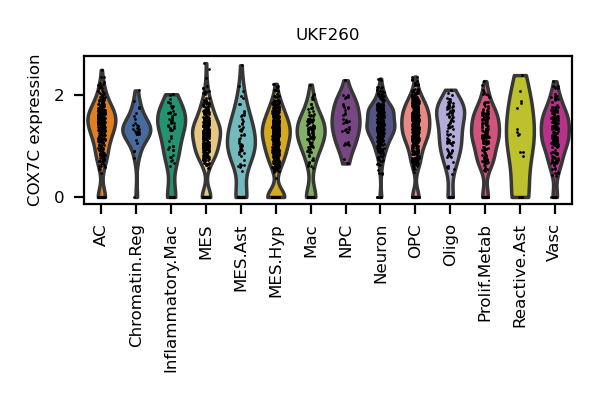 UKF260
COX7C expression
2
0
AC
Chromatin.Reg
Inflammatory.Mac
MES
MES.Ast
MES.Hyp
Mac
NPC
Neuron
OPC
Oligo
Prolif.Metab
Reactive.Ast
Vasc